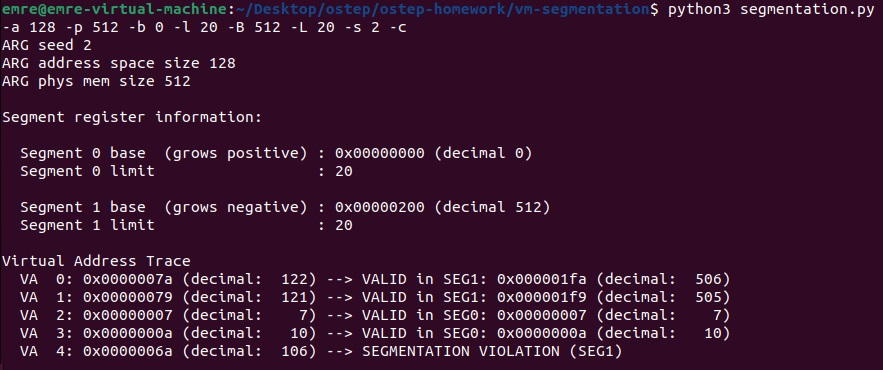 emre@emre-virtual-machine:~/Desktop/ostep/ostep-homework/vm-segmentation$ python3 segmentation.py
-a 128 -p 512 -b 0 -l 20 -B 512 -L 20 -s 2 -c
ARG seed 2
ARG address space size 128
ARG phys mem size 512
Segment register information:
Segment 0 base  (grows positive) : 0x00000000 (decimal 0)
Segment 0 limit                  : 20
Segment 1 base  (grows negative) : 0x00000200 (decimal 512)
Segment 1 limit                  : 20
Virtual Address Trace
VA  0: 0x0000007a (decimal:  122) --> VALID in SEG1: 0x000001fa (decimal:  506)
VA  1: 0x00000079 (decimal:  121) --> VALID in SEG1: 0x000001f9 (decimal:  505)
VA  2: 0x00000007 (decimal:    7) --> VALID in SEG0: 0x00000007 (decimal:    7)
VA  3: 0x0000000a (decimal:   10) --> VALID in SEG0: 0x0000000a (decimal:   10)
VA  4: 0x0000006a (decimal:  106) --> SEGMENTATION VIOLATION (SEG1)